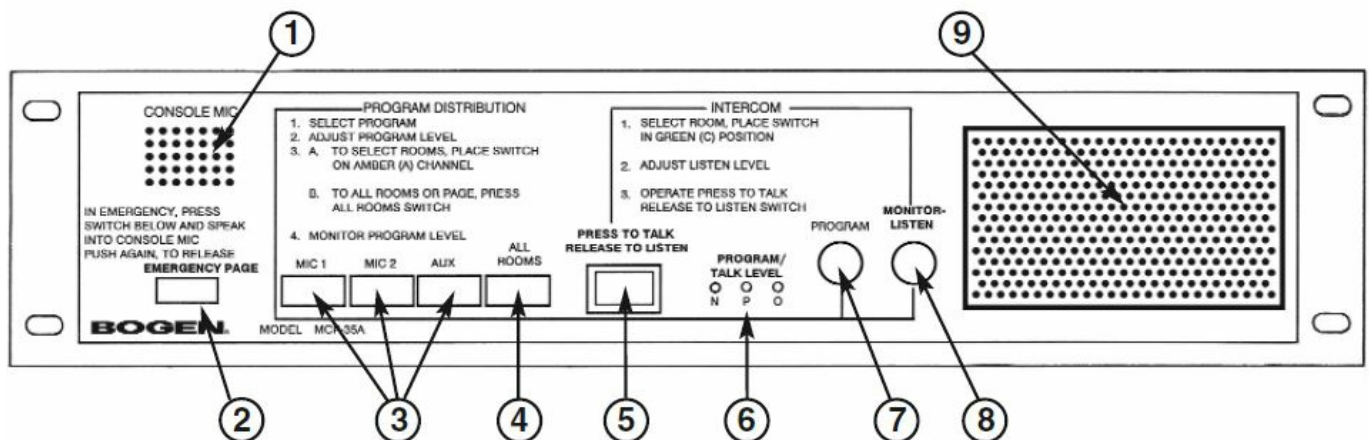 1
9
CONSOLE MIC
IN EMERGENCY, PRESS
SWITCH BELOW AND SPEAK
INTO CONSOLE MIC
PUSH AGAIN, TO RELEASE
EMERGENCY PAGE
BOGEN
PROGRAM DISTRIBUTION
1. SELECT PROGRAM
2. ADJUST PROGRAM LEVEL
3. A. TO SELECT ROOMS, PLACE SWITCH
ON AMBER (A) CHANNEL
B. TO ALL ROOMS OR PAGE, PRESS
ALL ROOMS SWITCH
4. MONITOR PROGRAM LEVEL
MIC 1 MIC 2 AUX ALL
ROOMS
MODEL MCP-35A
INTERCOM
1. SELECT ROOM, PLACE SWITCH
IN GREEN (C) POSITION
2. ADJUST LISTEN LEVEL
3. OPERATE PRESS TO TALK
RELEASE TO LISTEN SWITCH
PRESS TO TALK
RELEASE TO LISTEN
PROGRAM/
TALK LEVEL
N P O
PROGRAM
MONITOR-
LISTEN
2 3 4 5 6 7 8